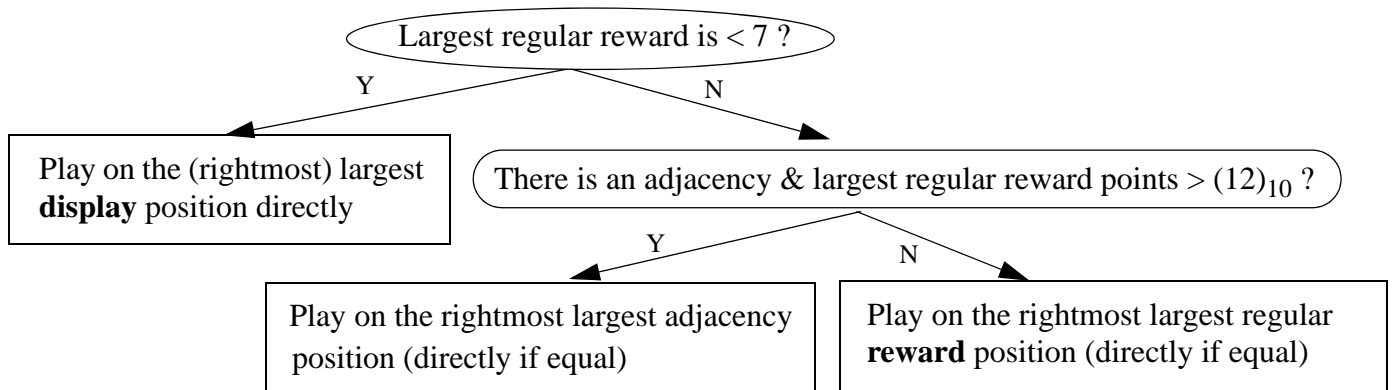 Largest regular reward is < 7 ?
Y
N
Play on the (rightmost) largest
display position directly
There is an adjacency & largest regular reward points > (12)10 ?
Y
N
Play on the rightmost largest adjacency
position (directly if equal)
Play on the rightmost largest regular
reward position (directly if equal)